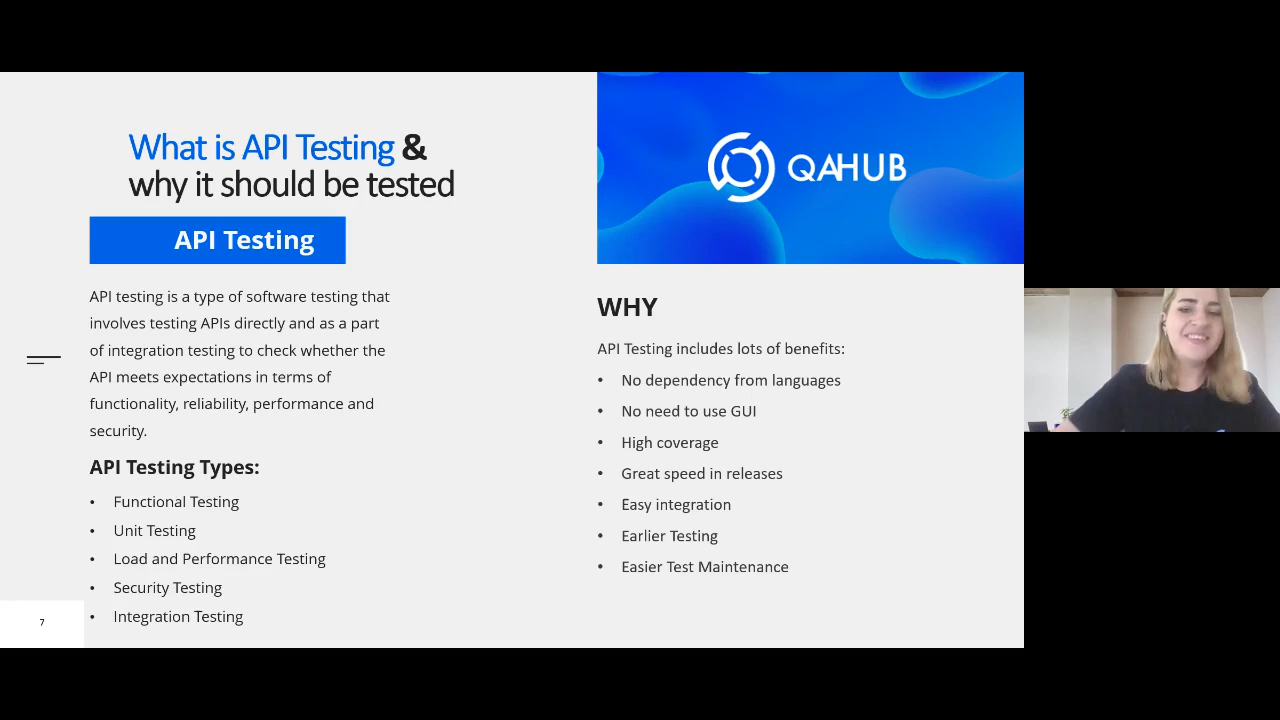 What is API Testing &
why it should be tested
API Testing
API testing is a type of software testing that
involves testing APIs directly and as a part
of integration testing to check whether the
API meets expectations in terms of
functionality, reliability, performance and
security.
API Testing Types:
• Functional Testing
• Unit Testing
• Load and Performance Testing
• Security Testing
• Integration Testing
7
QAHUB
WHY
API Testing includes lots of benefits:
• No dependency from languages
• No need to use GUI
• High coverage
• Great speed in releases
• Easy integration
• Earlier Testing
• Easier Test Maintenance